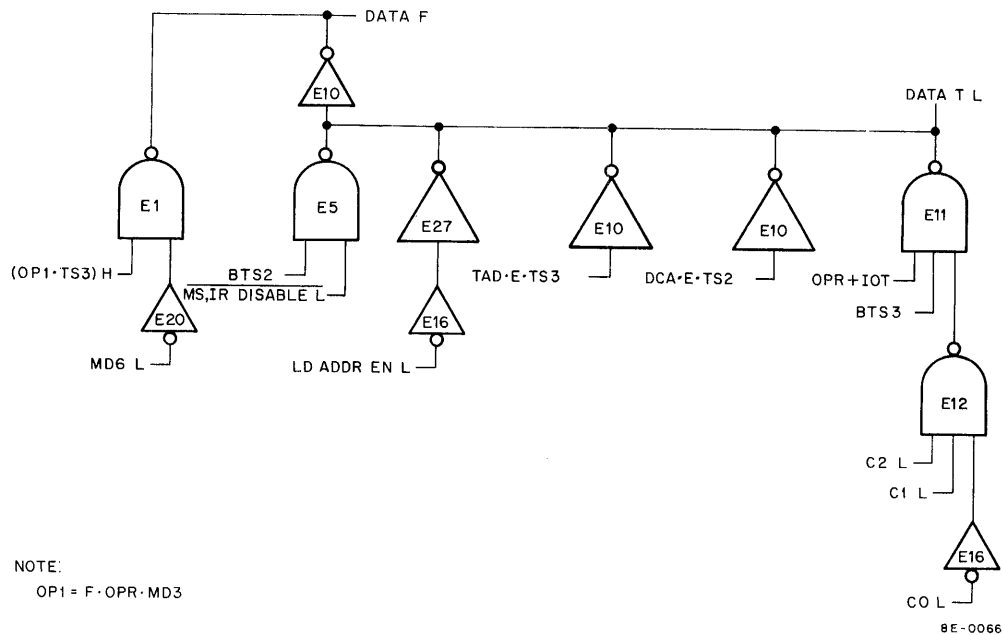 DATA F
E10
DATA T L
E1
E5
E27
E10
E10
E11
(OP1·TS3) H
BTS2
MS,IR DISABLE L
TAD·E·TS3
DCA·E·TS2
OPR+IOT
BTS3
E20
E16
MD6 L
LD ADDR EN L
E12
C2 L
C1 L
E16
CO L
NOTE:
OP1 = F·OPR·MD3
8E-0066